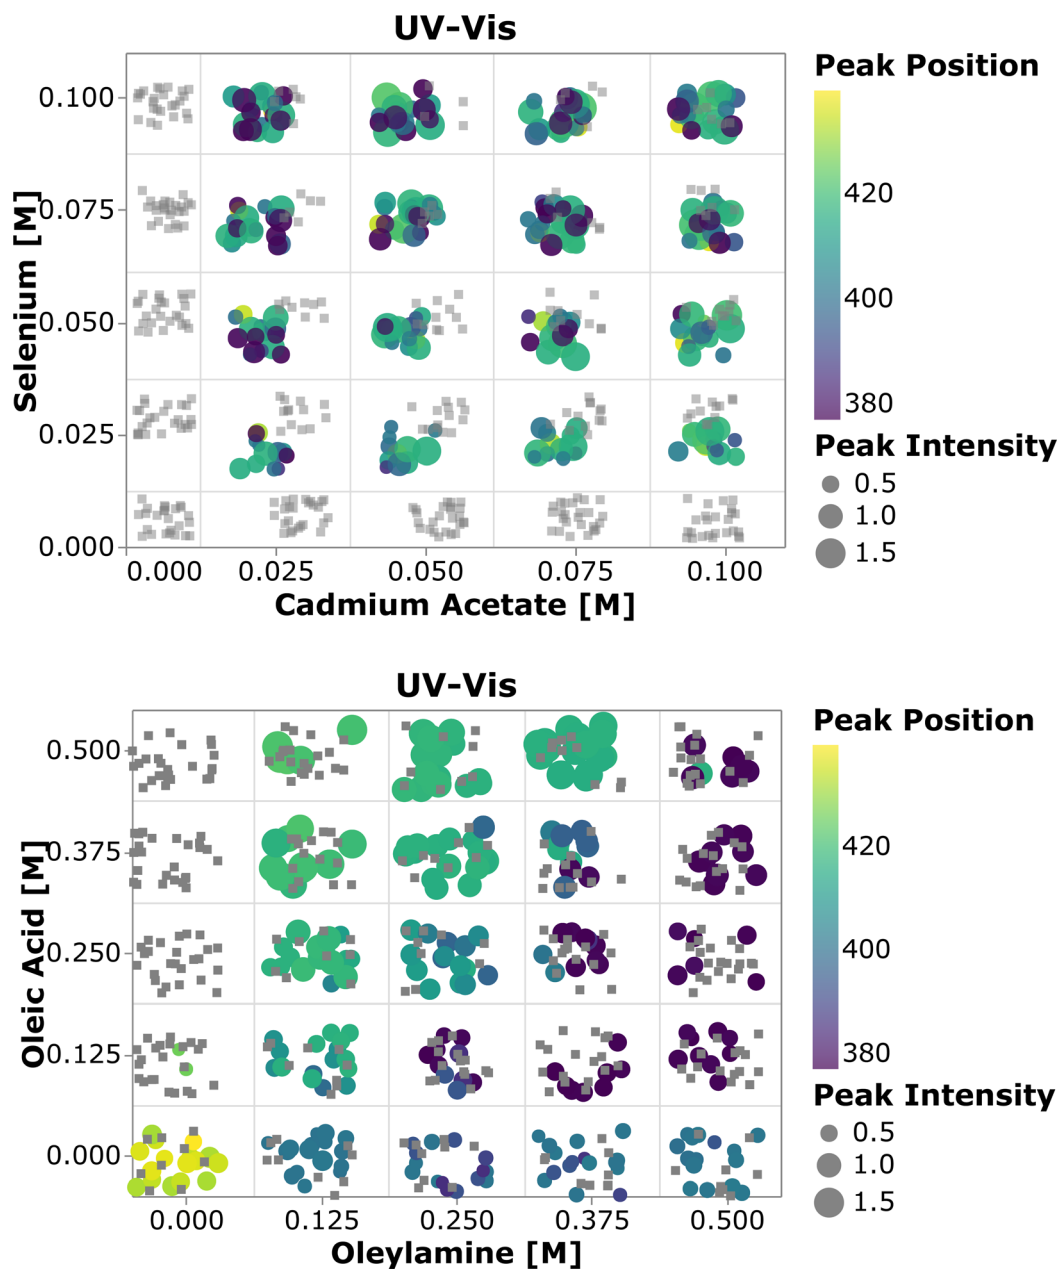 UV-Vis
Selenium [M]
0.100
0.075
0.050
0.025
0.000
0.000 0.025 0.050 0.075 0.100
Cadmium Acetate [M]
Peak Position
420
400
380
Peak Intensity
0.5
1.0
1.5
UV-Vis
Oleic Acid [M]
0.500
0.375
0.250
0.125
0.000
0.000 0.125 0.250 0.375 0.500
Oleylamine [M]
Peak Position
420
400
380
Peak Intensity
0.5
1.0
1.5